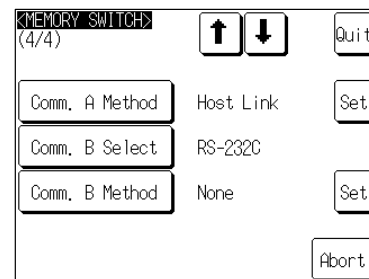 <MEMORY SWITCH>
(4/4)
Quit
Comm. A Method Host Link Set
Comm. B Select RS-232C
Comm. B Method None Set
Abort